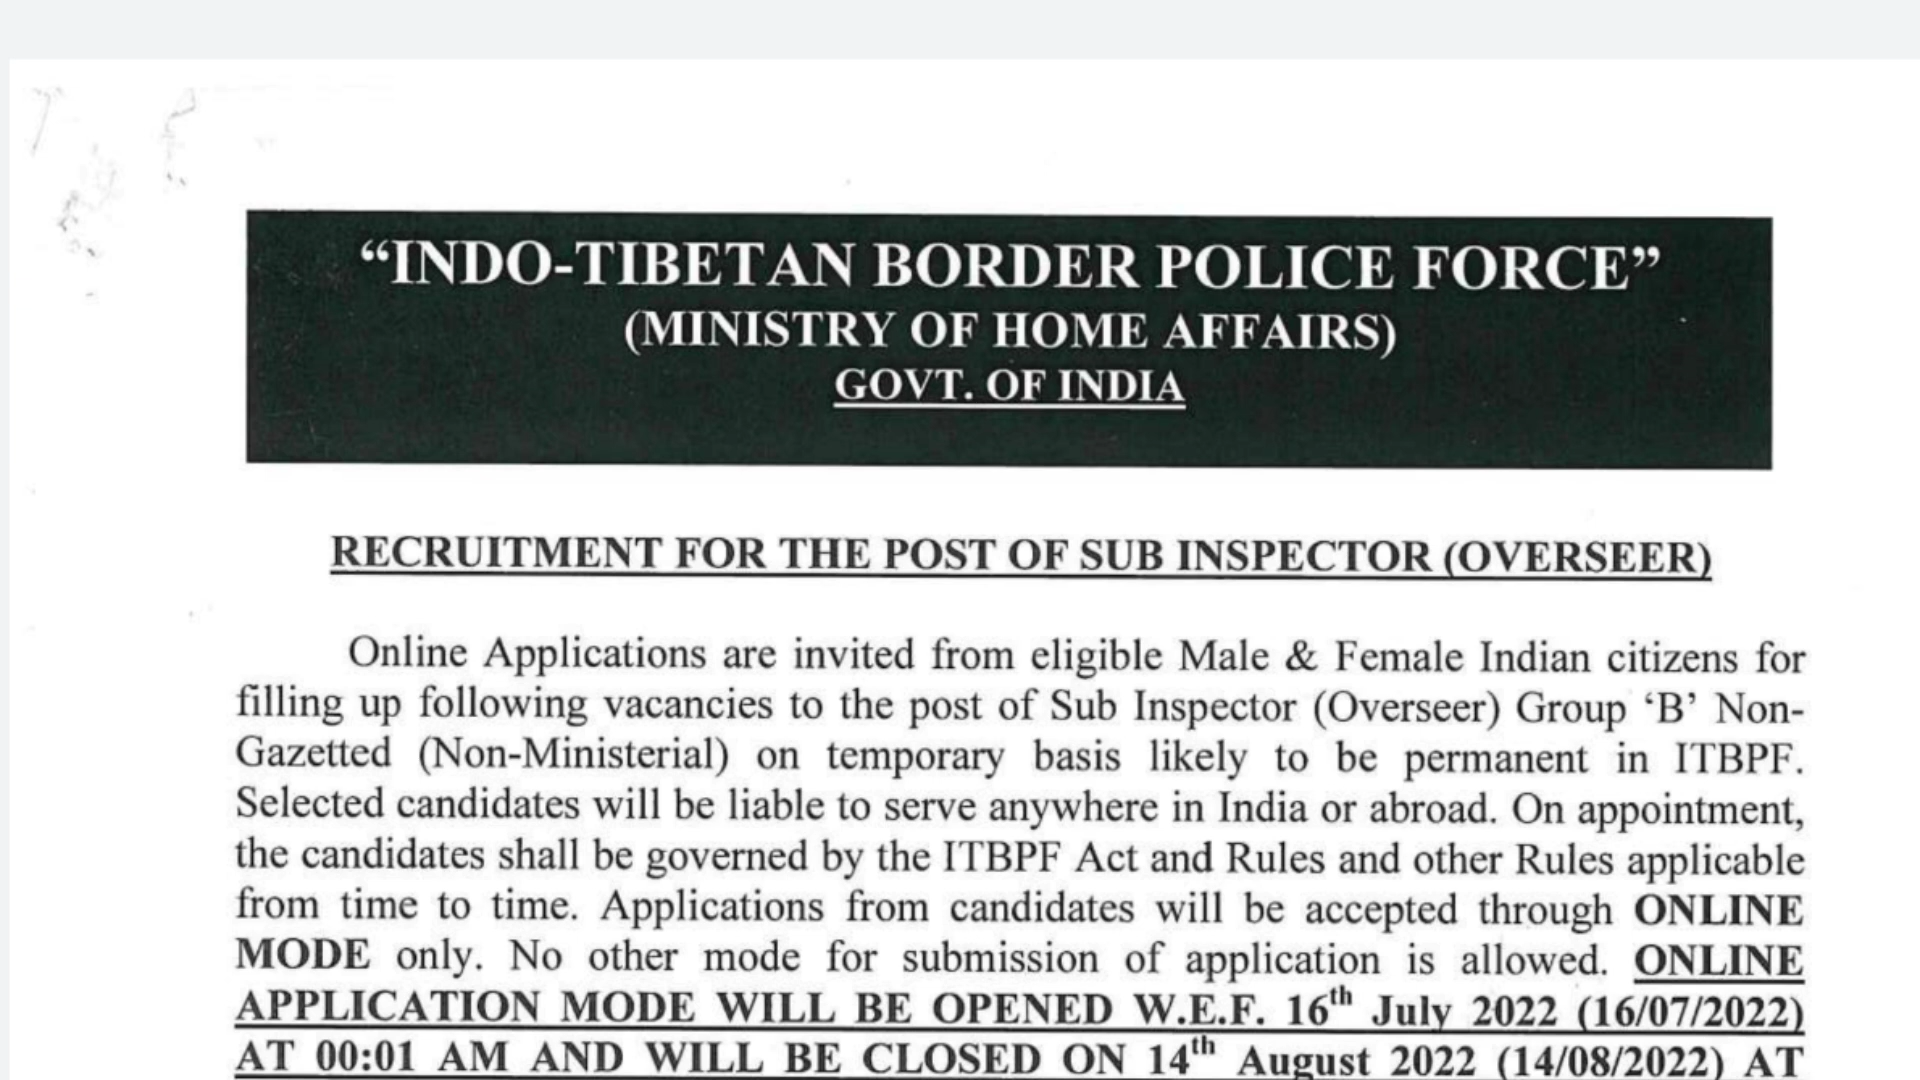 “INDO-TIBETAN BORDER POLICE FORCE”
(MINISTRY OF HOME AFFAIRS)
GOVT. OF INDIA
RECRUITMENT FOR THE POST OF SUB INSPECTOR (OVERSEER)
Online Applications are invited from eligible Male & Female Indian citizens for
filling up following vacancies to the post of Sub Inspector (Overseer) Group ‘B’ Non-
Gazetted (Non-Ministerial) on temporary basis likely to be permanent in ITBPF.
Selected candidates will be liable to serve anywhere in India or abroad. On appointment,
the candidates shall be governed by the ITBPF Act and Rules and other Rules applicable
from time to time. Applications from candidates will be accepted through ONLINE
MODE only. No other mode for submission of application is allowed. ONLINE
APPLICATION MODE WILL BE OPENED W.E.F. 16th July 2022 (16/07/2022)
AT 00:01 AM AND WILL BE CLOSED ON 14th August 2022 (14/08/2022) AT